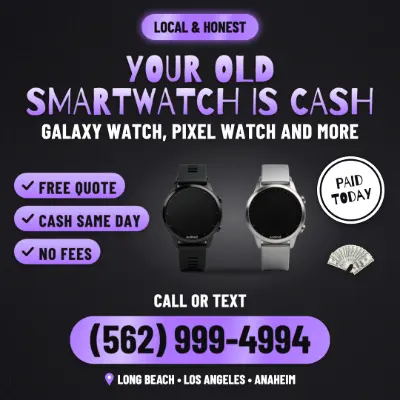 LOCAL & HONEST
YOUR OLD
SMARTWATCH IS CASH
GALAXY WATCH, PIXEL WATCH AND MORE
FREE QUOTE
CASH SAME DAY
NO FEES
PAID
TODAY
CALL OR TEXT
(562) 999-4994
LONG BEACH • LOS ANGELES • ANAHEIM